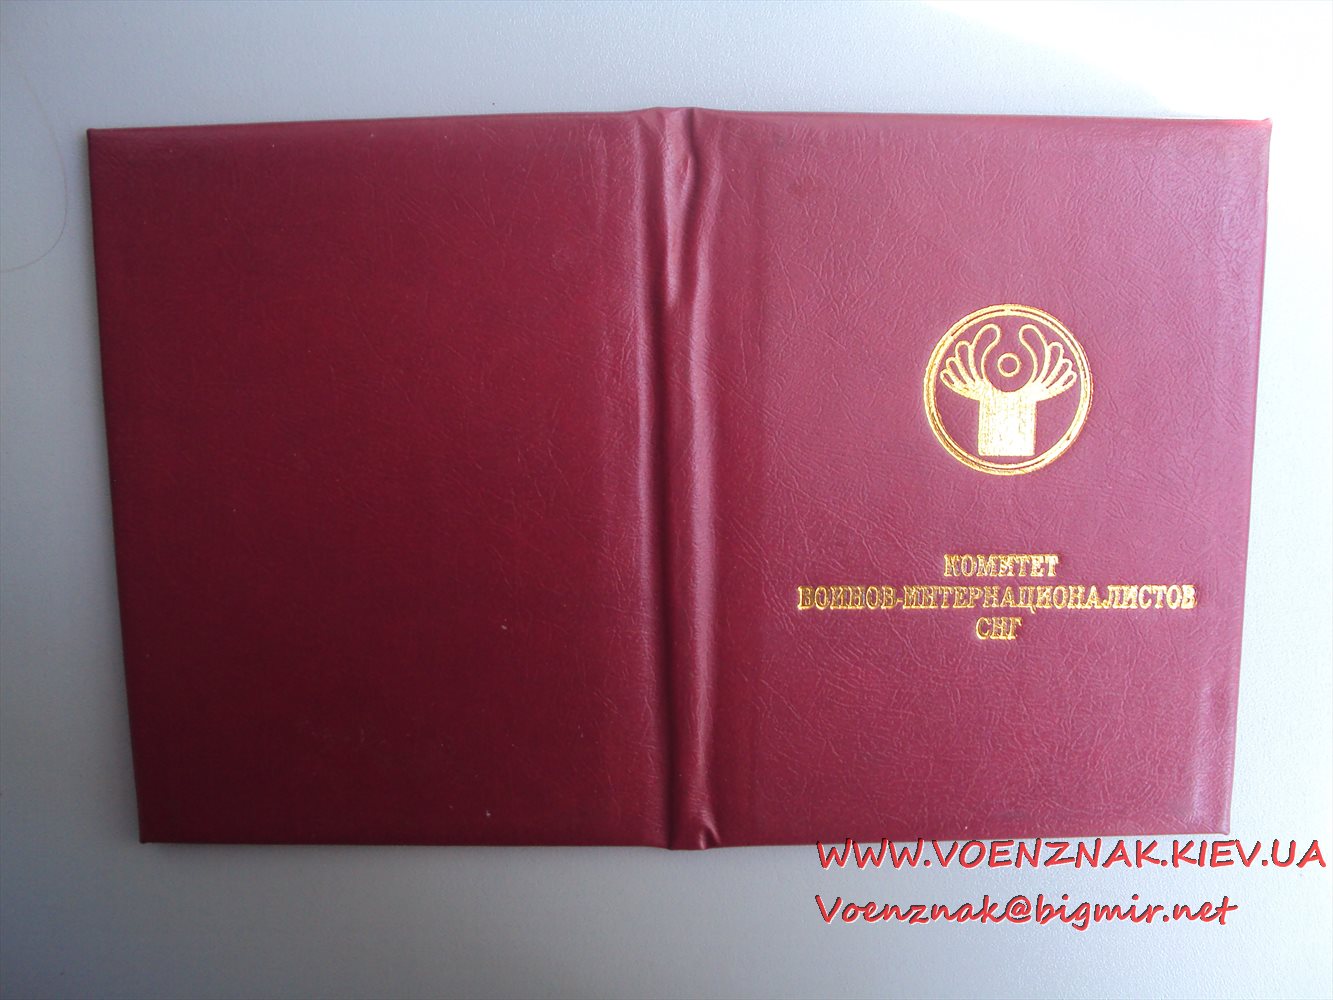 КОМИТЕТ
ВОИНОВ-ИНТЕРНАЦИОНАЛИСТОВ
СНГ
WWW.VOENZNAK.KIEV.UA
Voenznak@bigmir.net